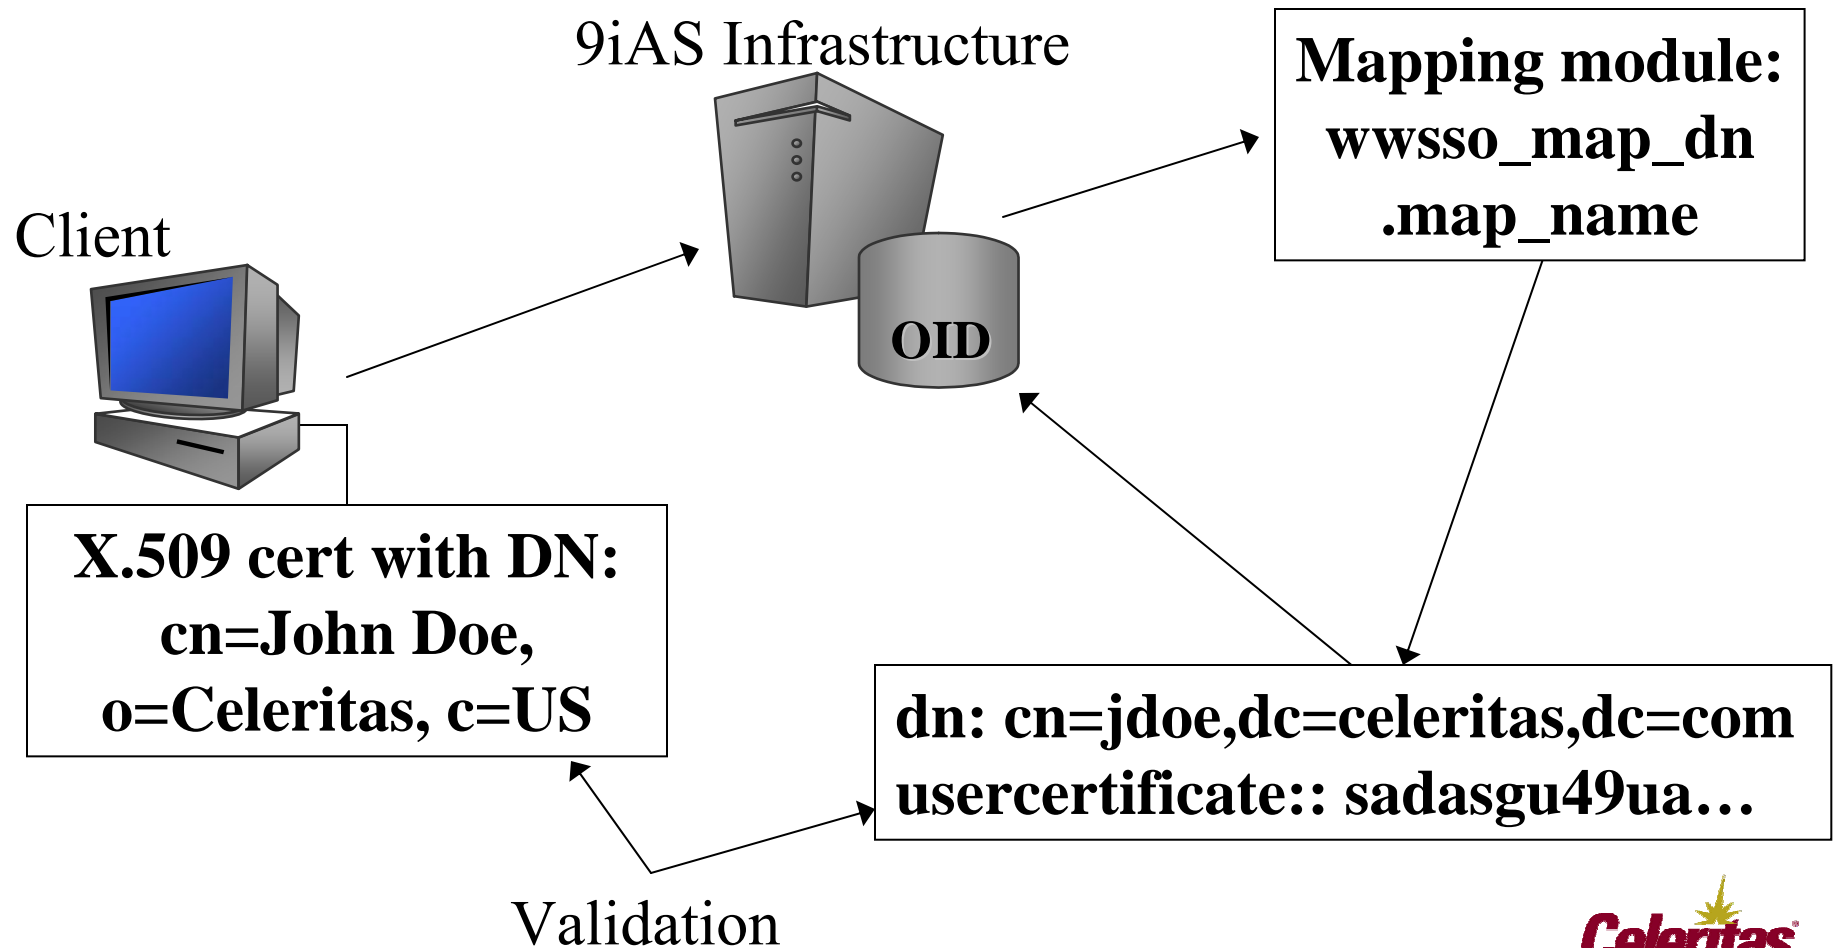 9iAS Infrastructure
Mapping module:
wwsso_map_dn
.map_name
Client
OID
X.509 cert with DN:
cn=John Doe,
o=Celeritas, c=US
dn: cn=jdoe,dc=celeritas,dc=com
usercertificate:: sadasgu49ua…
Validation
Celeritas